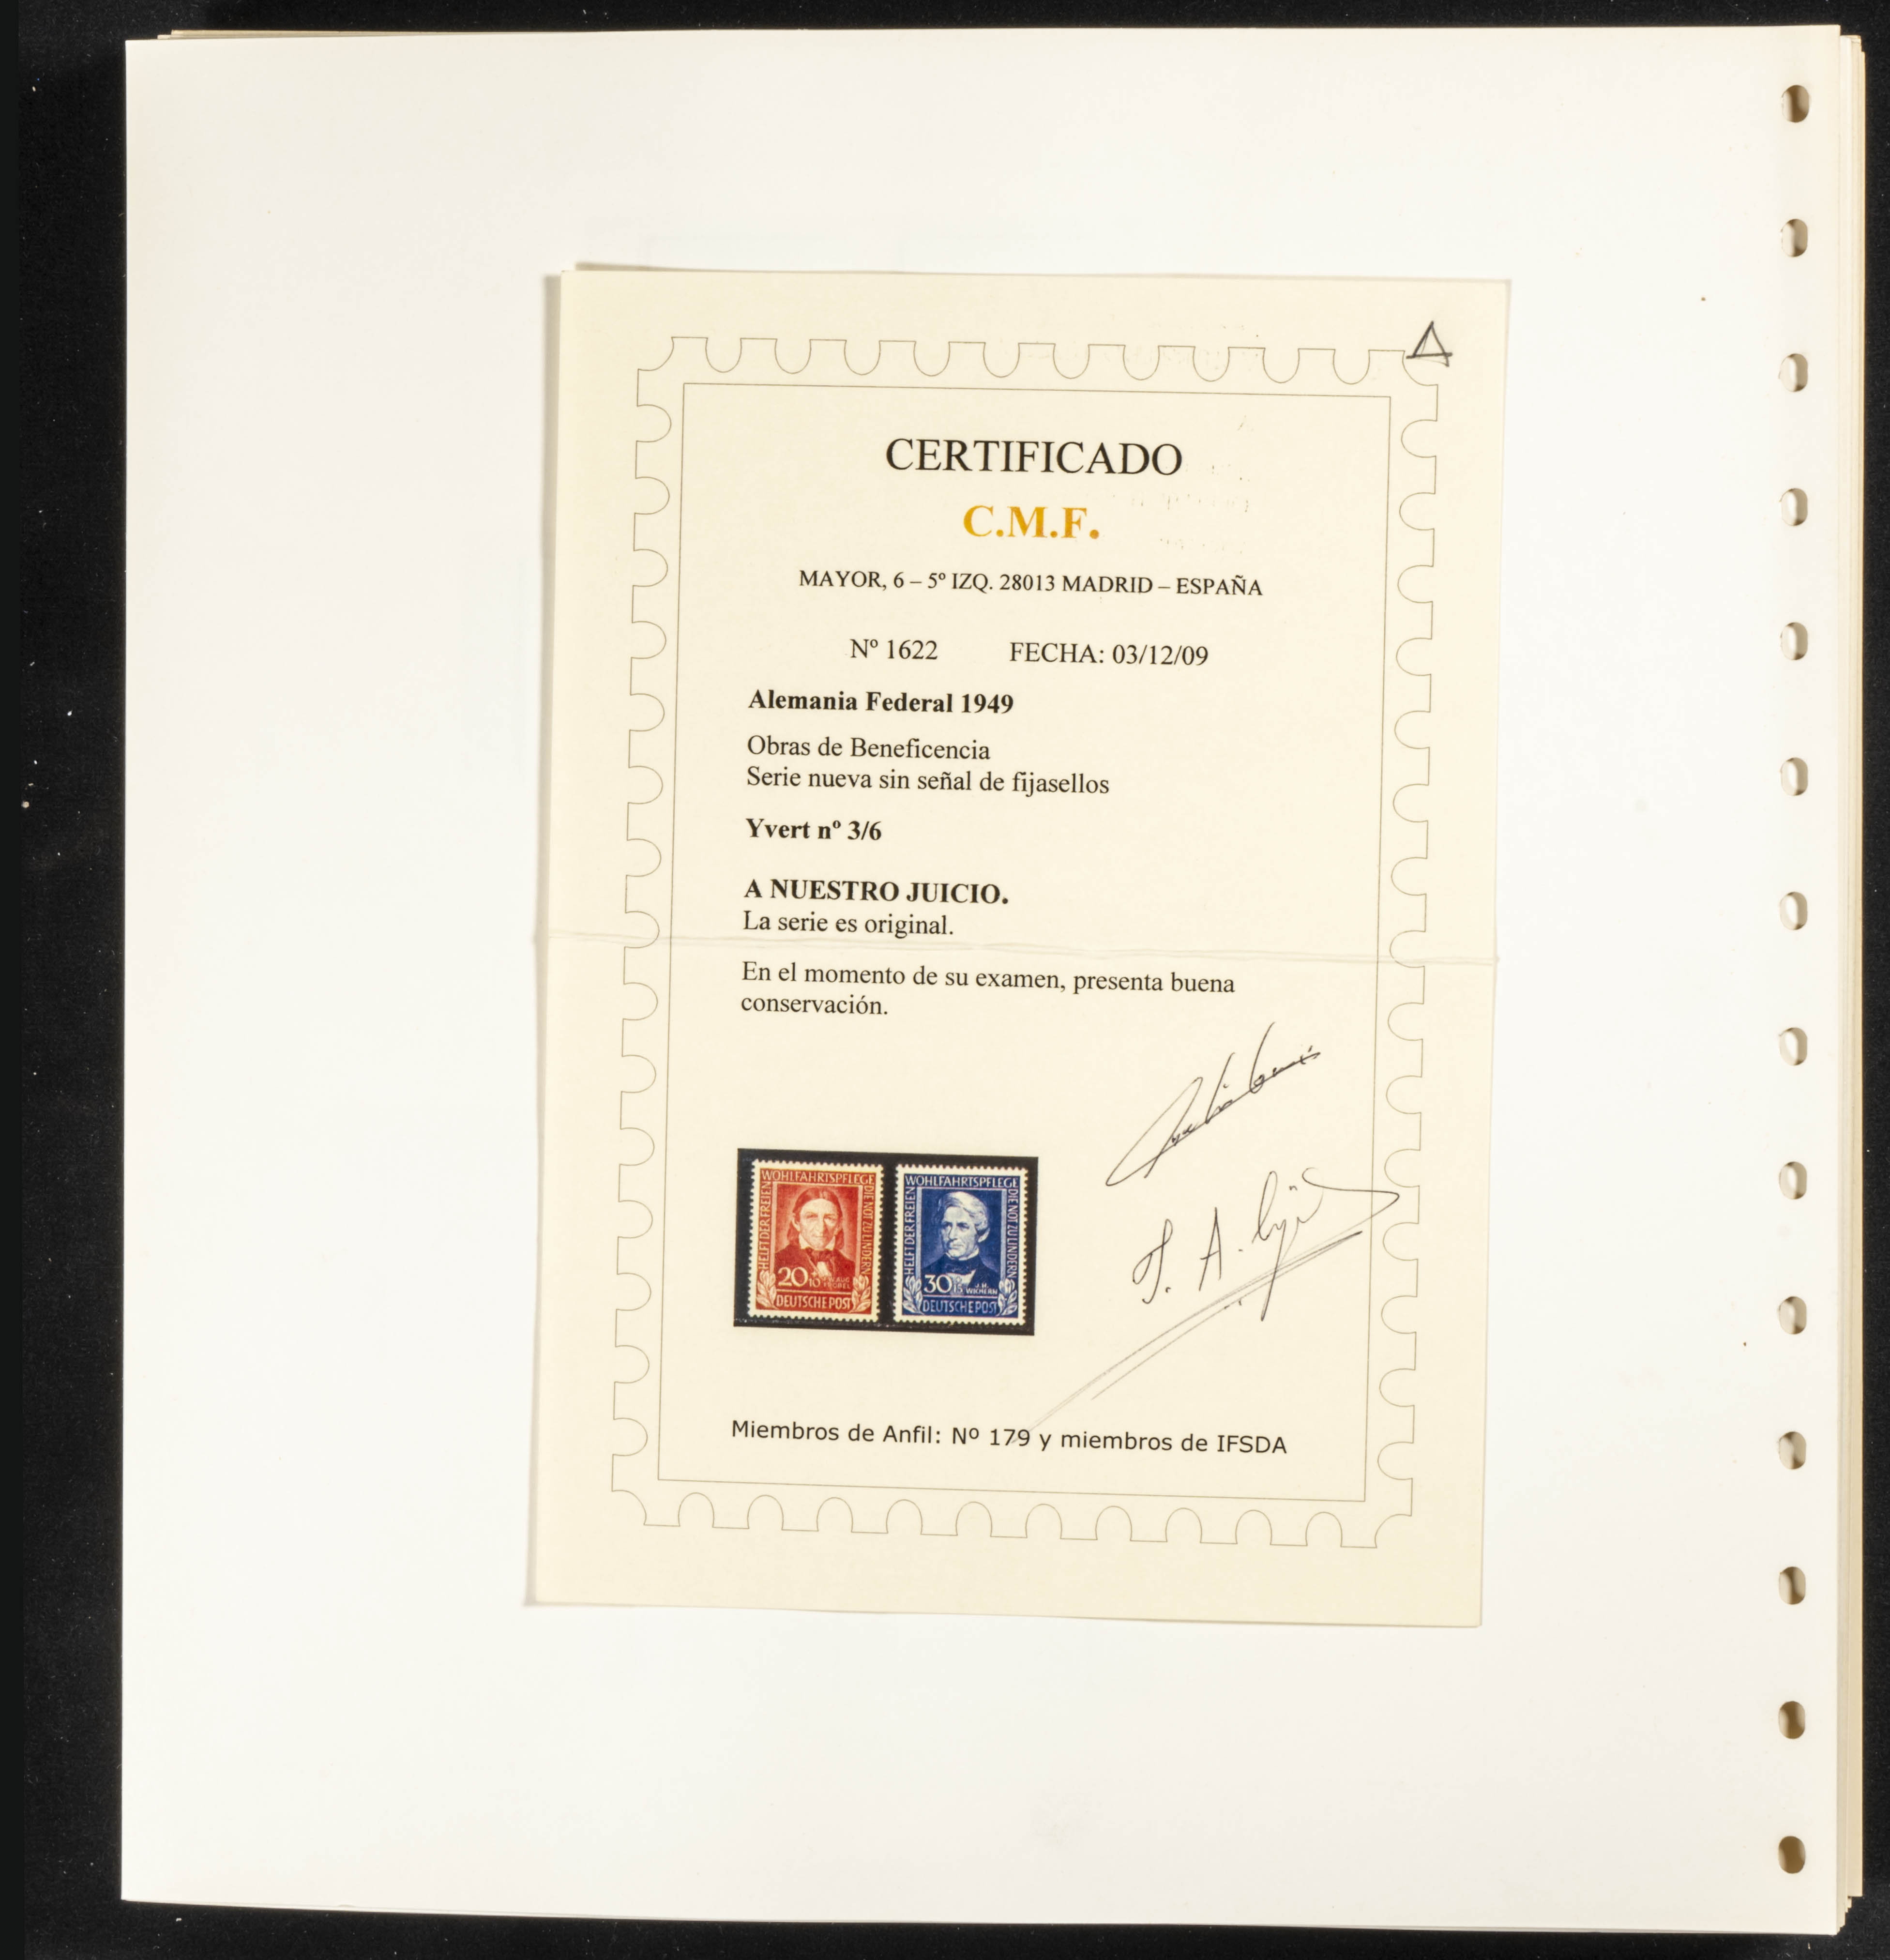 CERTIFICADO
C.M.F.
MAYOR, 6 – 5º IZQ. 28013 MADRID – ESPAÑA
Nº 1622 FECHA: 03/12/09
Alemania Federal 1949
Obras de Beneficencia
Serie nueva sin señal de fijasellos
Yvert nº 3/6
A NUESTRO JUICIO.
La serie es original.
En el momento de su examen, presenta buena
conservación.
HELFT DER FREIEN
WOHLFAHRTSPFLEGE
DIE NOT ZU LINDERN
20
DEUTSCHE POST
HELFT DER FREIEN
WOHLFAHRTSPFLEGE
DIE NOT ZU LINDERN
30
J.H.
WICHERN
DEUTSCHE POST
Miembros de Anfil: Nº 179 y miembros de IFSDA